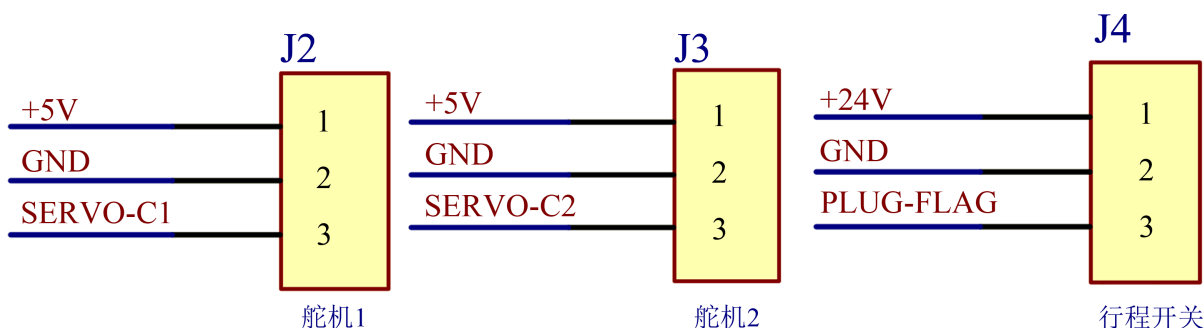 J2
+5V
1
GND
2
SERVO-C1
3
舵机1
J3
+5V
1
GND
2
SERVO-C2
3
舵机2
J4
+24V
1
GND
2
PLUG-FLAG
3
行程开关